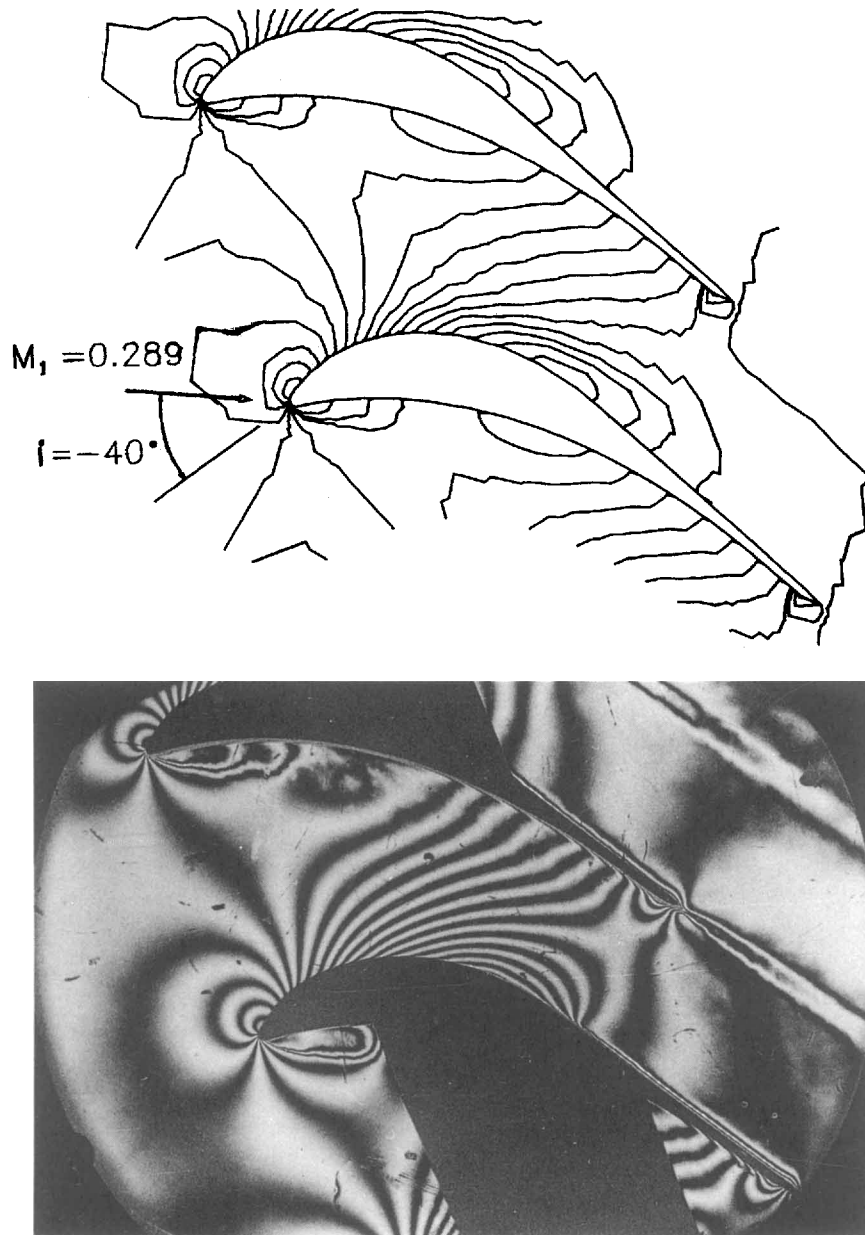 M₁ = 0.289
i = -40°